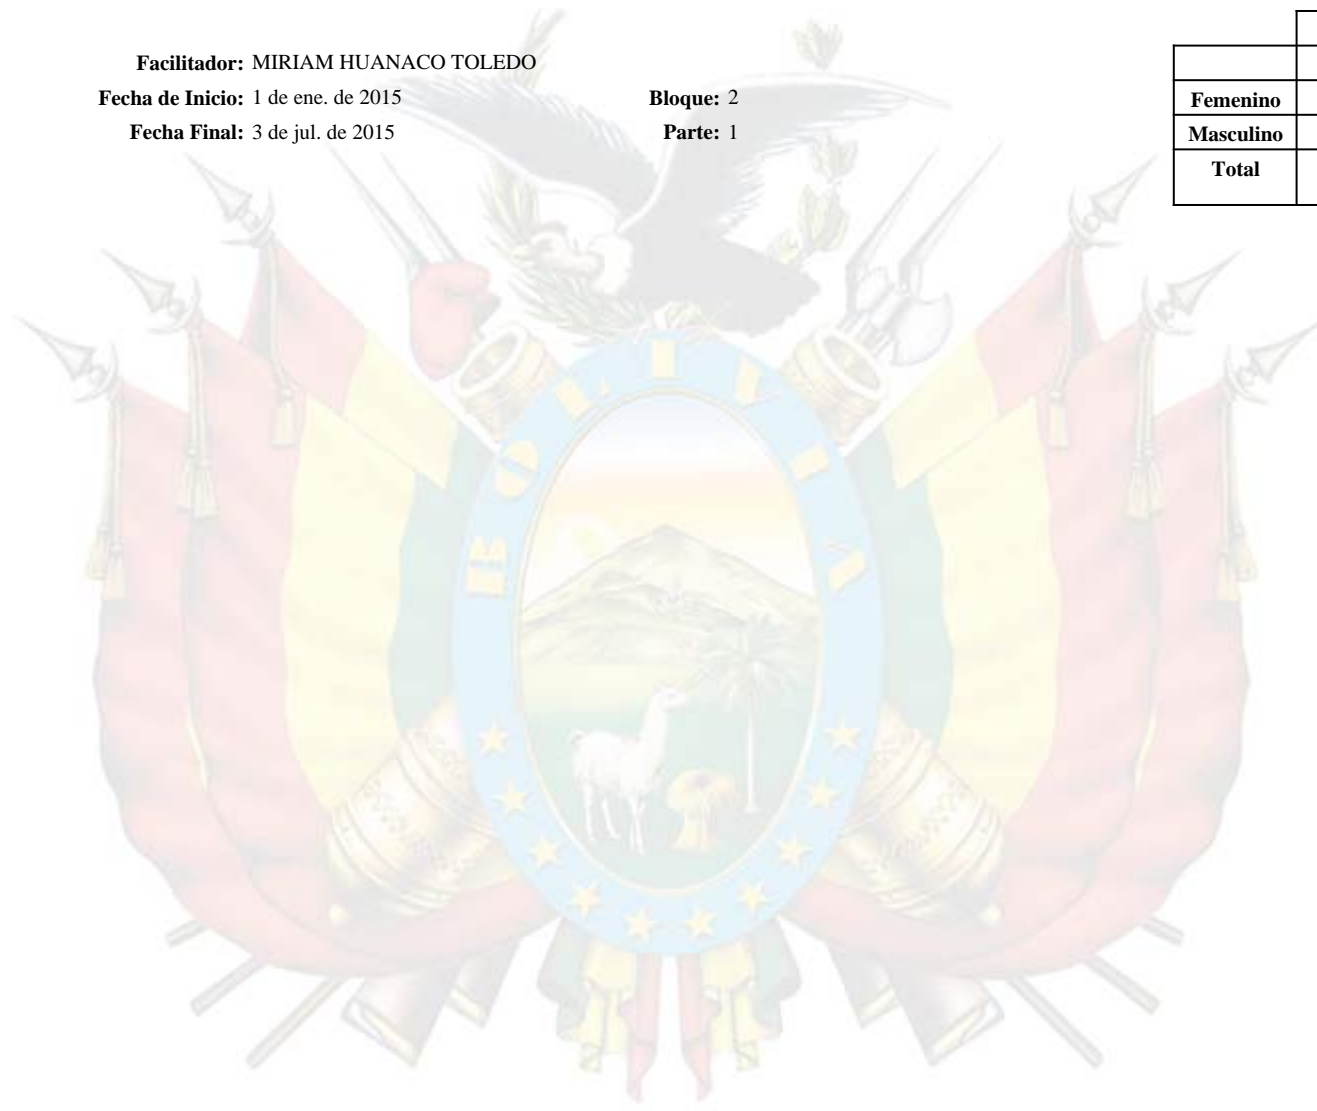 Facilitador: MIRIAM HUANACO TOLEDO
Fecha de Inicio: 1 de ene. de 2015 Bloque: 2
Fecha Final: 3 de jul. de 2015 Parte: 1
Femenino
Masculino
Total
BOLIVIA